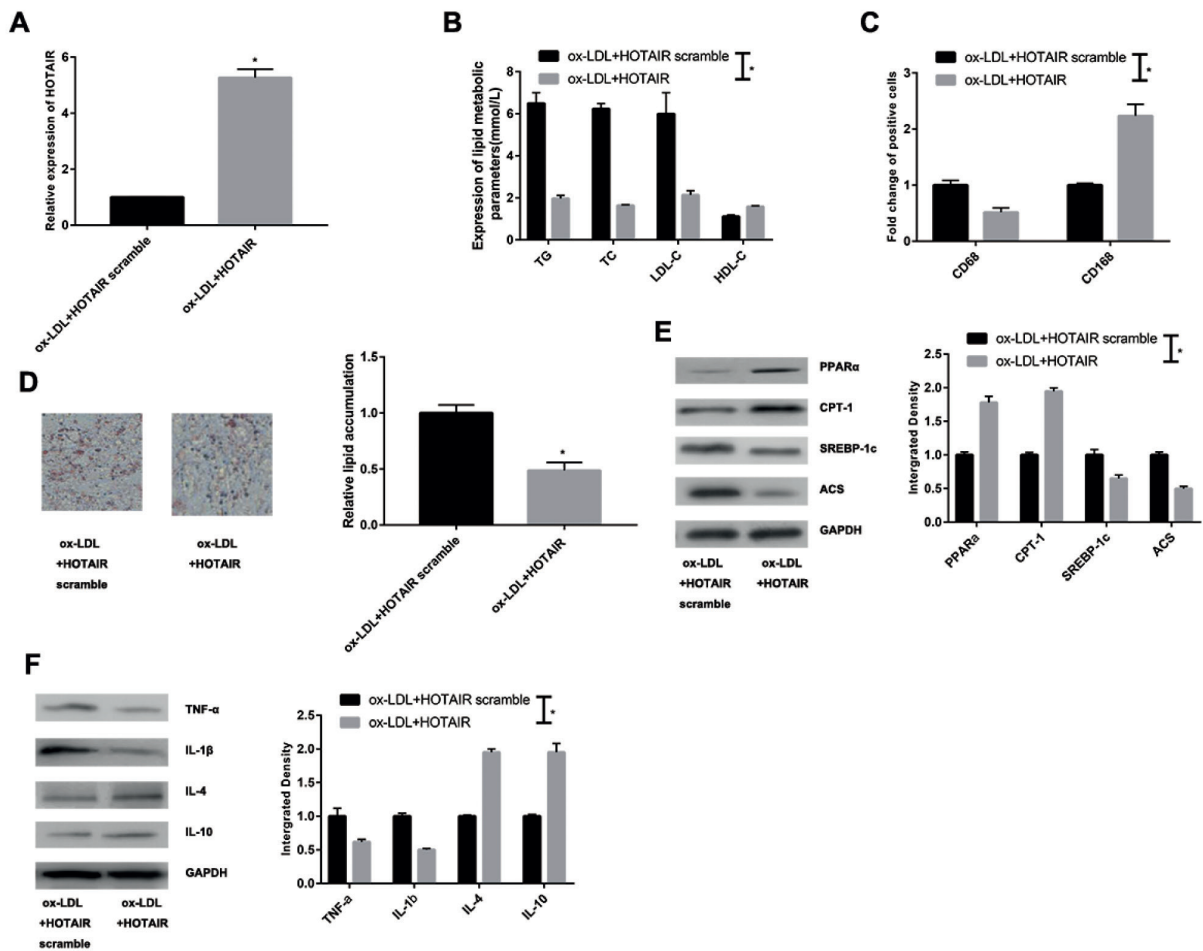 A
Relative expression of HOTAIR
6
4
2
0
*
ox-LDL+HOTAIR scramble
ox-LDL+HOTAIR
B
ox-LDL+HOTAIR scramble
ox-LDL+HOTAIR
*
Expression of lipid metabolic
parameters(mmol/L)
8
6
4
2
0
TG
TC
LDL-C
HDL-C
C
ox-LDL+HOTAIR scramble
ox-LDL+HOTAIR
*
Fold change of positive cells
3
2
1
0
CD68
CD168
D
ox-LDL
+HOTAIR
scramble
ox-LDL
+HOTAIR
Relative lipid accumulation
1.5
1.0
0.5
0.0
*
ox-LDL+HOTAIR scramble
ox-LDL+HOTAIR
E
PPARα
CPT-1
SREBP-1c
ACS
GAPDH
ox-LDL
+HOTAIR
scramble
ox-LDL
+HOTAIR
ox-LDL+HOTAIR scramble
ox-LDL+HOTAIR
*
Intergrated Density
2.5
2.0
1.5
1.0
0.5
0.0
PPARa
CPT-1
SREBP-1c
ACS
F
TNF-α
IL-1β
IL-4
IL-10
GAPDH
ox-LDL
+HOTAIR
scramble
ox-LDL
+HOTAIR
ox-LDL+HOTAIR scramble
ox-LDL+HOTAIR
*
Intergrated Density
2.5
2.0
1.5
1.0
0.5
0.0
TNF-a
IL-1b
IL-4
IL-10